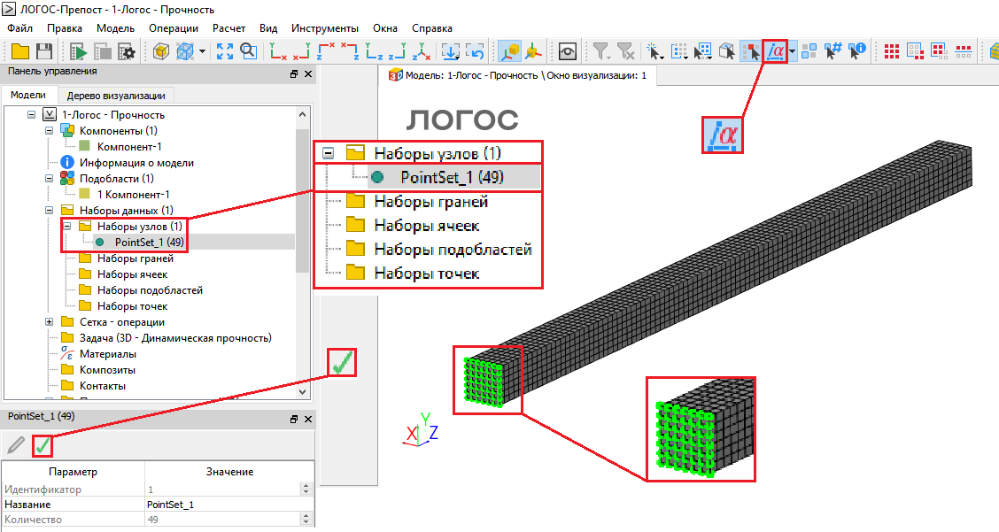 ЛОГОС-Препост - 1-Логос - Прочность
Файл Правка Модель Операции Расчет Вид Инструменты Окна Справка
Панель управления
Модели Дерево визуализации
1-Логос - Прочность
Компоненты (1)
Компонент-1
Информация о модели
Подобласти (1)
1 Компонент-1
Наборы данных (1)
Наборы узлов (1)
PointSet_1 (49)
Наборы граней
Наборы ячеек
Наборы подобластей
Наборы точек
Сетка - операции
Задача (3D - Динамическая прочность)
Материалы
Композиты
Контакты
PointSet_1 (49)
Параметр Значение
Идентификатор 1
Название PointSet_1
Количество 49
Модель: 1-Логос - Прочность \ Окно визуализации: 1
ЛОГОС
Наборы узлов (1)
PointSet_1 (49)
Наборы граней
Наборы ячеек
Наборы подобластей
Наборы точек
α
Y
X Z